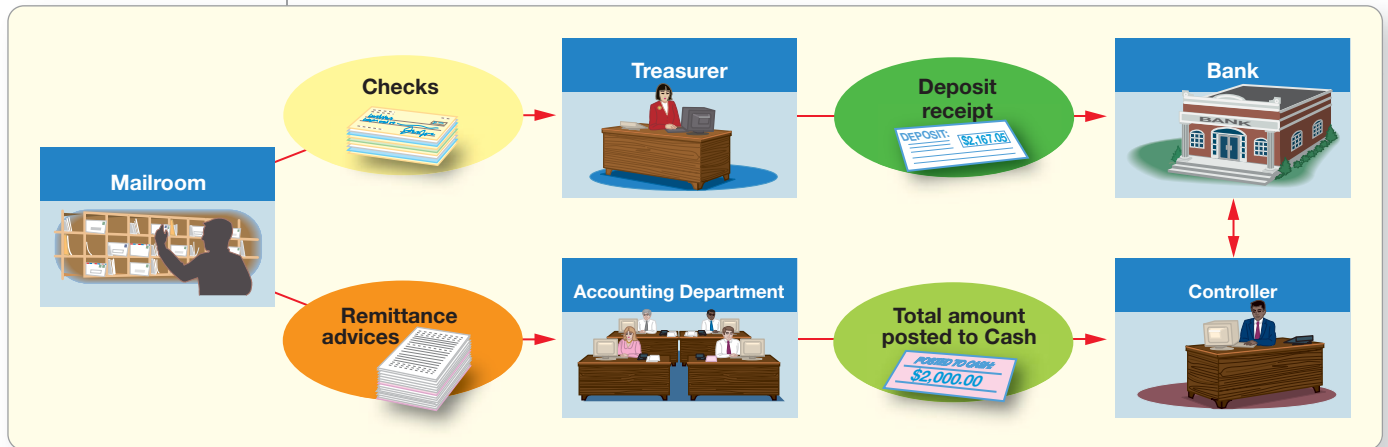 Mailroom
Checks
Treasurer
Deposit
receipt
DEPOSIT:
$2,167.05
Bank
BANK
Remittance
advices
Accounting Department
Total amount
posted to Cash
POSTED TO CASH:
$2,000.00
Controller